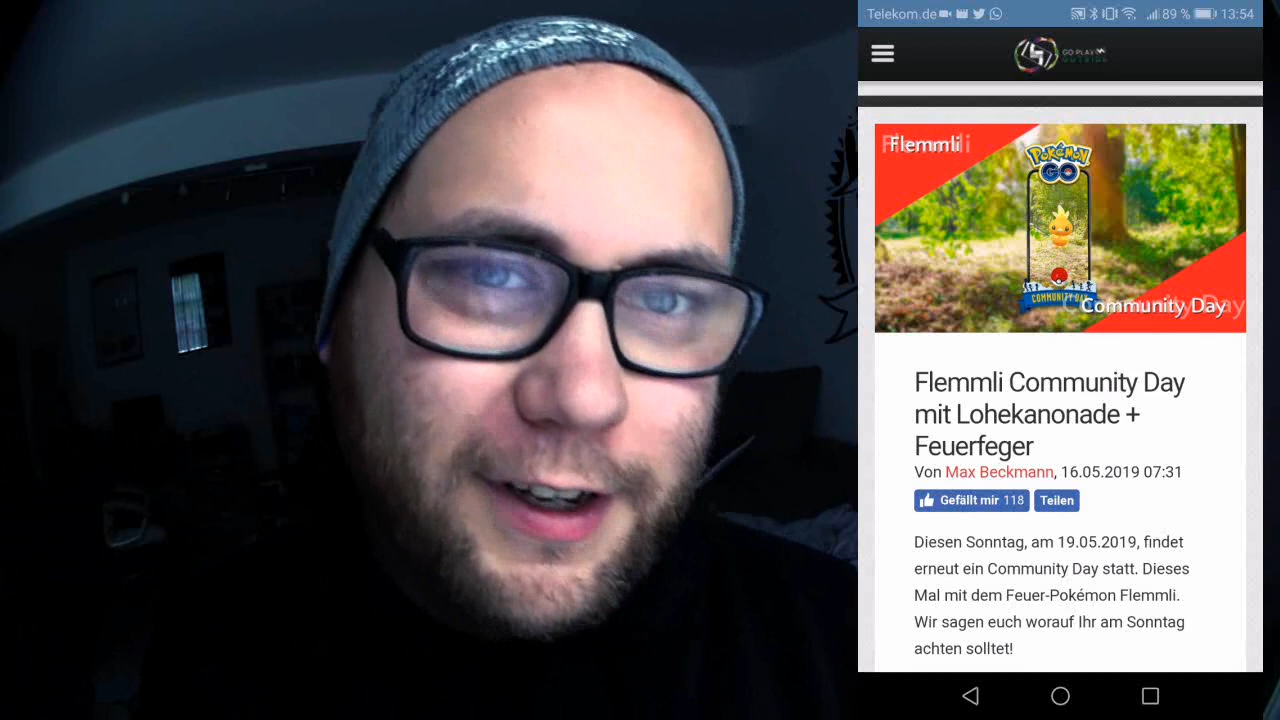 Telekom.de 89 % 13:54
GO PLAY
OUTSIDE
Flemmli
POKÉMON
GO
COMMUNITY DAY
Community Day
Flemmli Community Day
mit Lohekanonade +
Feuerfeger
Von Max Beckmann, 16.05.2019 07:31
Gefällt mir 118 Teilen
Diesen Sonntag, am 19.05.2019, findet
erneut ein Community Day statt. Dieses
Mal mit dem Feuer-Pokémon Flemmli.
Wir sagen euch worauf Ihr am Sonntag
achten solltet!